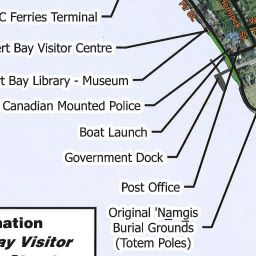 C Ferries Terminal
ert Bay Visitor Centre
rt Bay Library - Museum
Canadian Mounted Police
Boat Launch
Government Dock
Post Office
Original 'Namgis
Burial Grounds
(Totem Poles)
nation
ay Visitor